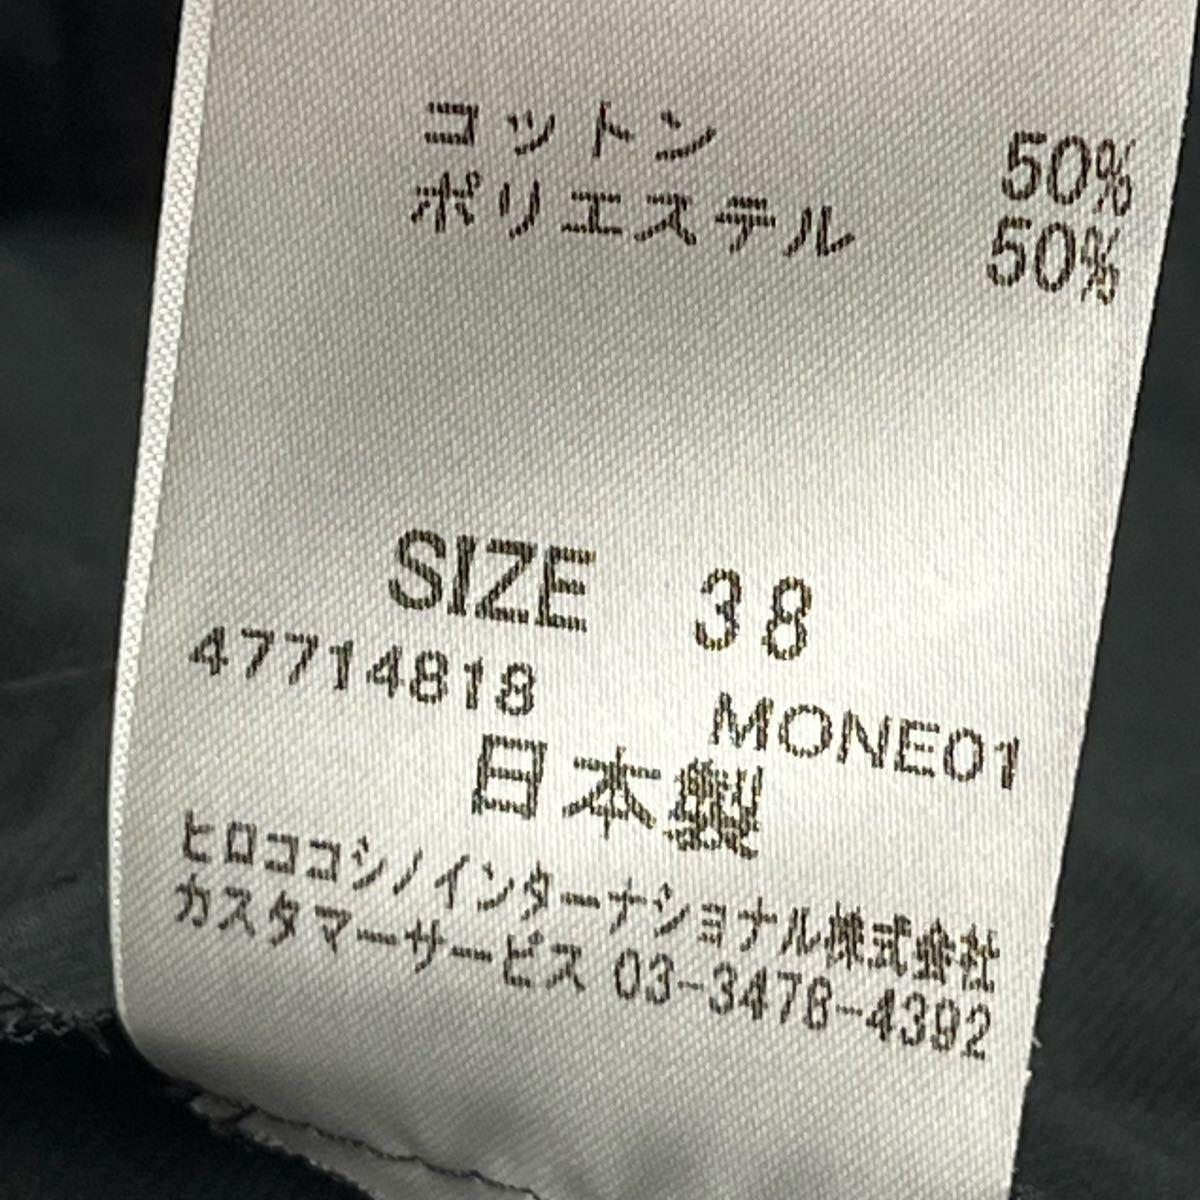 コットン 50%
ポリエステル 50%
SIZE 38
47714818 MONE01
日本製
ヒロココシノインターナショナル株式会社
カスタマーサービス 03-3478-4392